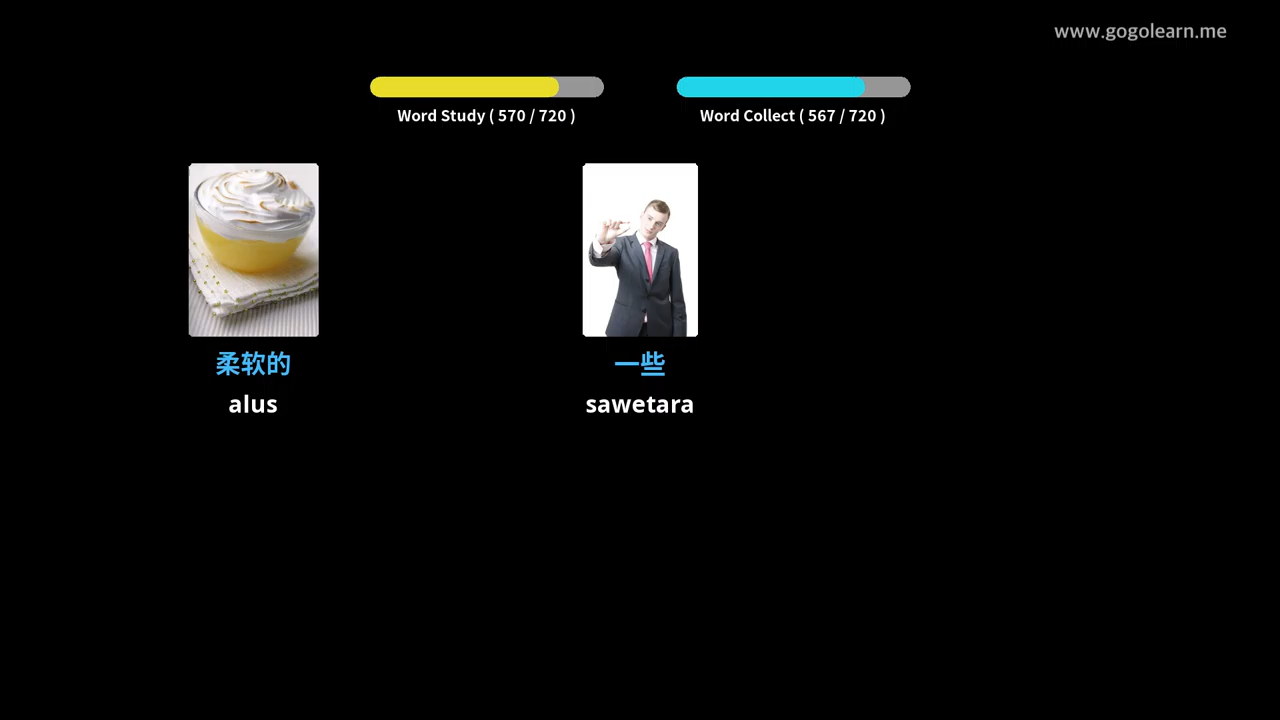 www.gogolearn.me
Word Study ( 570 / 720 )
Word Collect ( 567 / 720 )
柔软的
一些
alus
sawetara